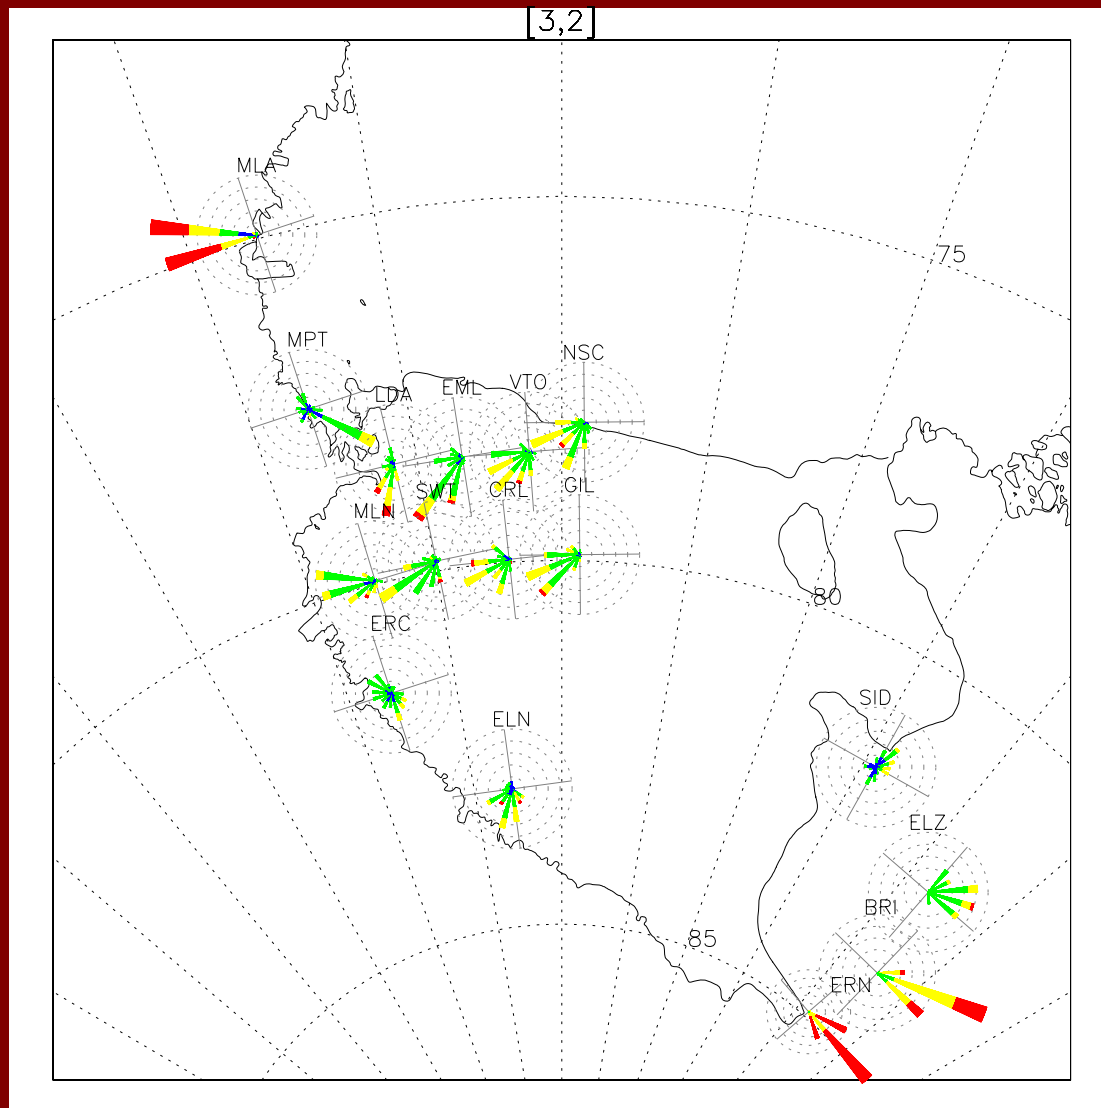 [3,2]
MLA
75
MPT
NSC
VTO
EML
LDA
GIL
CRL
SWT
MLN
80
ERC
SID
ELN
ELZ
BRI
85
ERN